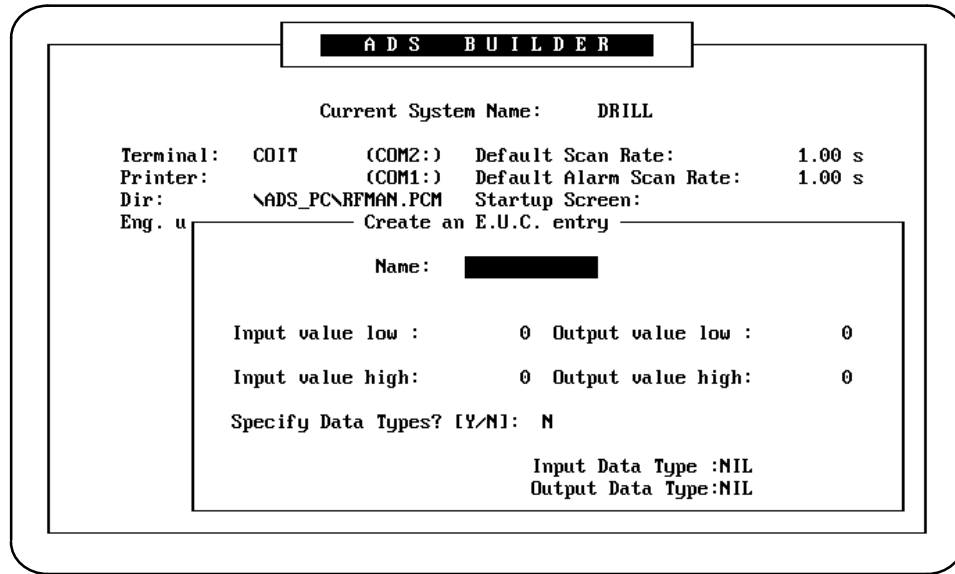 ADS BUILDER
Current System Name: DRILL
Terminal: COIT (COM2:) Default Scan Rate: 1.00 s
Printer: (COM1:) Default Alarm Scan Rate: 1.00 s
Dir: \ADS_PC\RFMAN.PCM Startup Screen:
Eng. u
Create an E.U.C. entry
Name:
Input value low : 0 Output value low : 0
Input value high: 0 Output value high: 0
Specify Data Types? [Y/N]: N
Input Data Type :NIL
Output Data Type:NIL